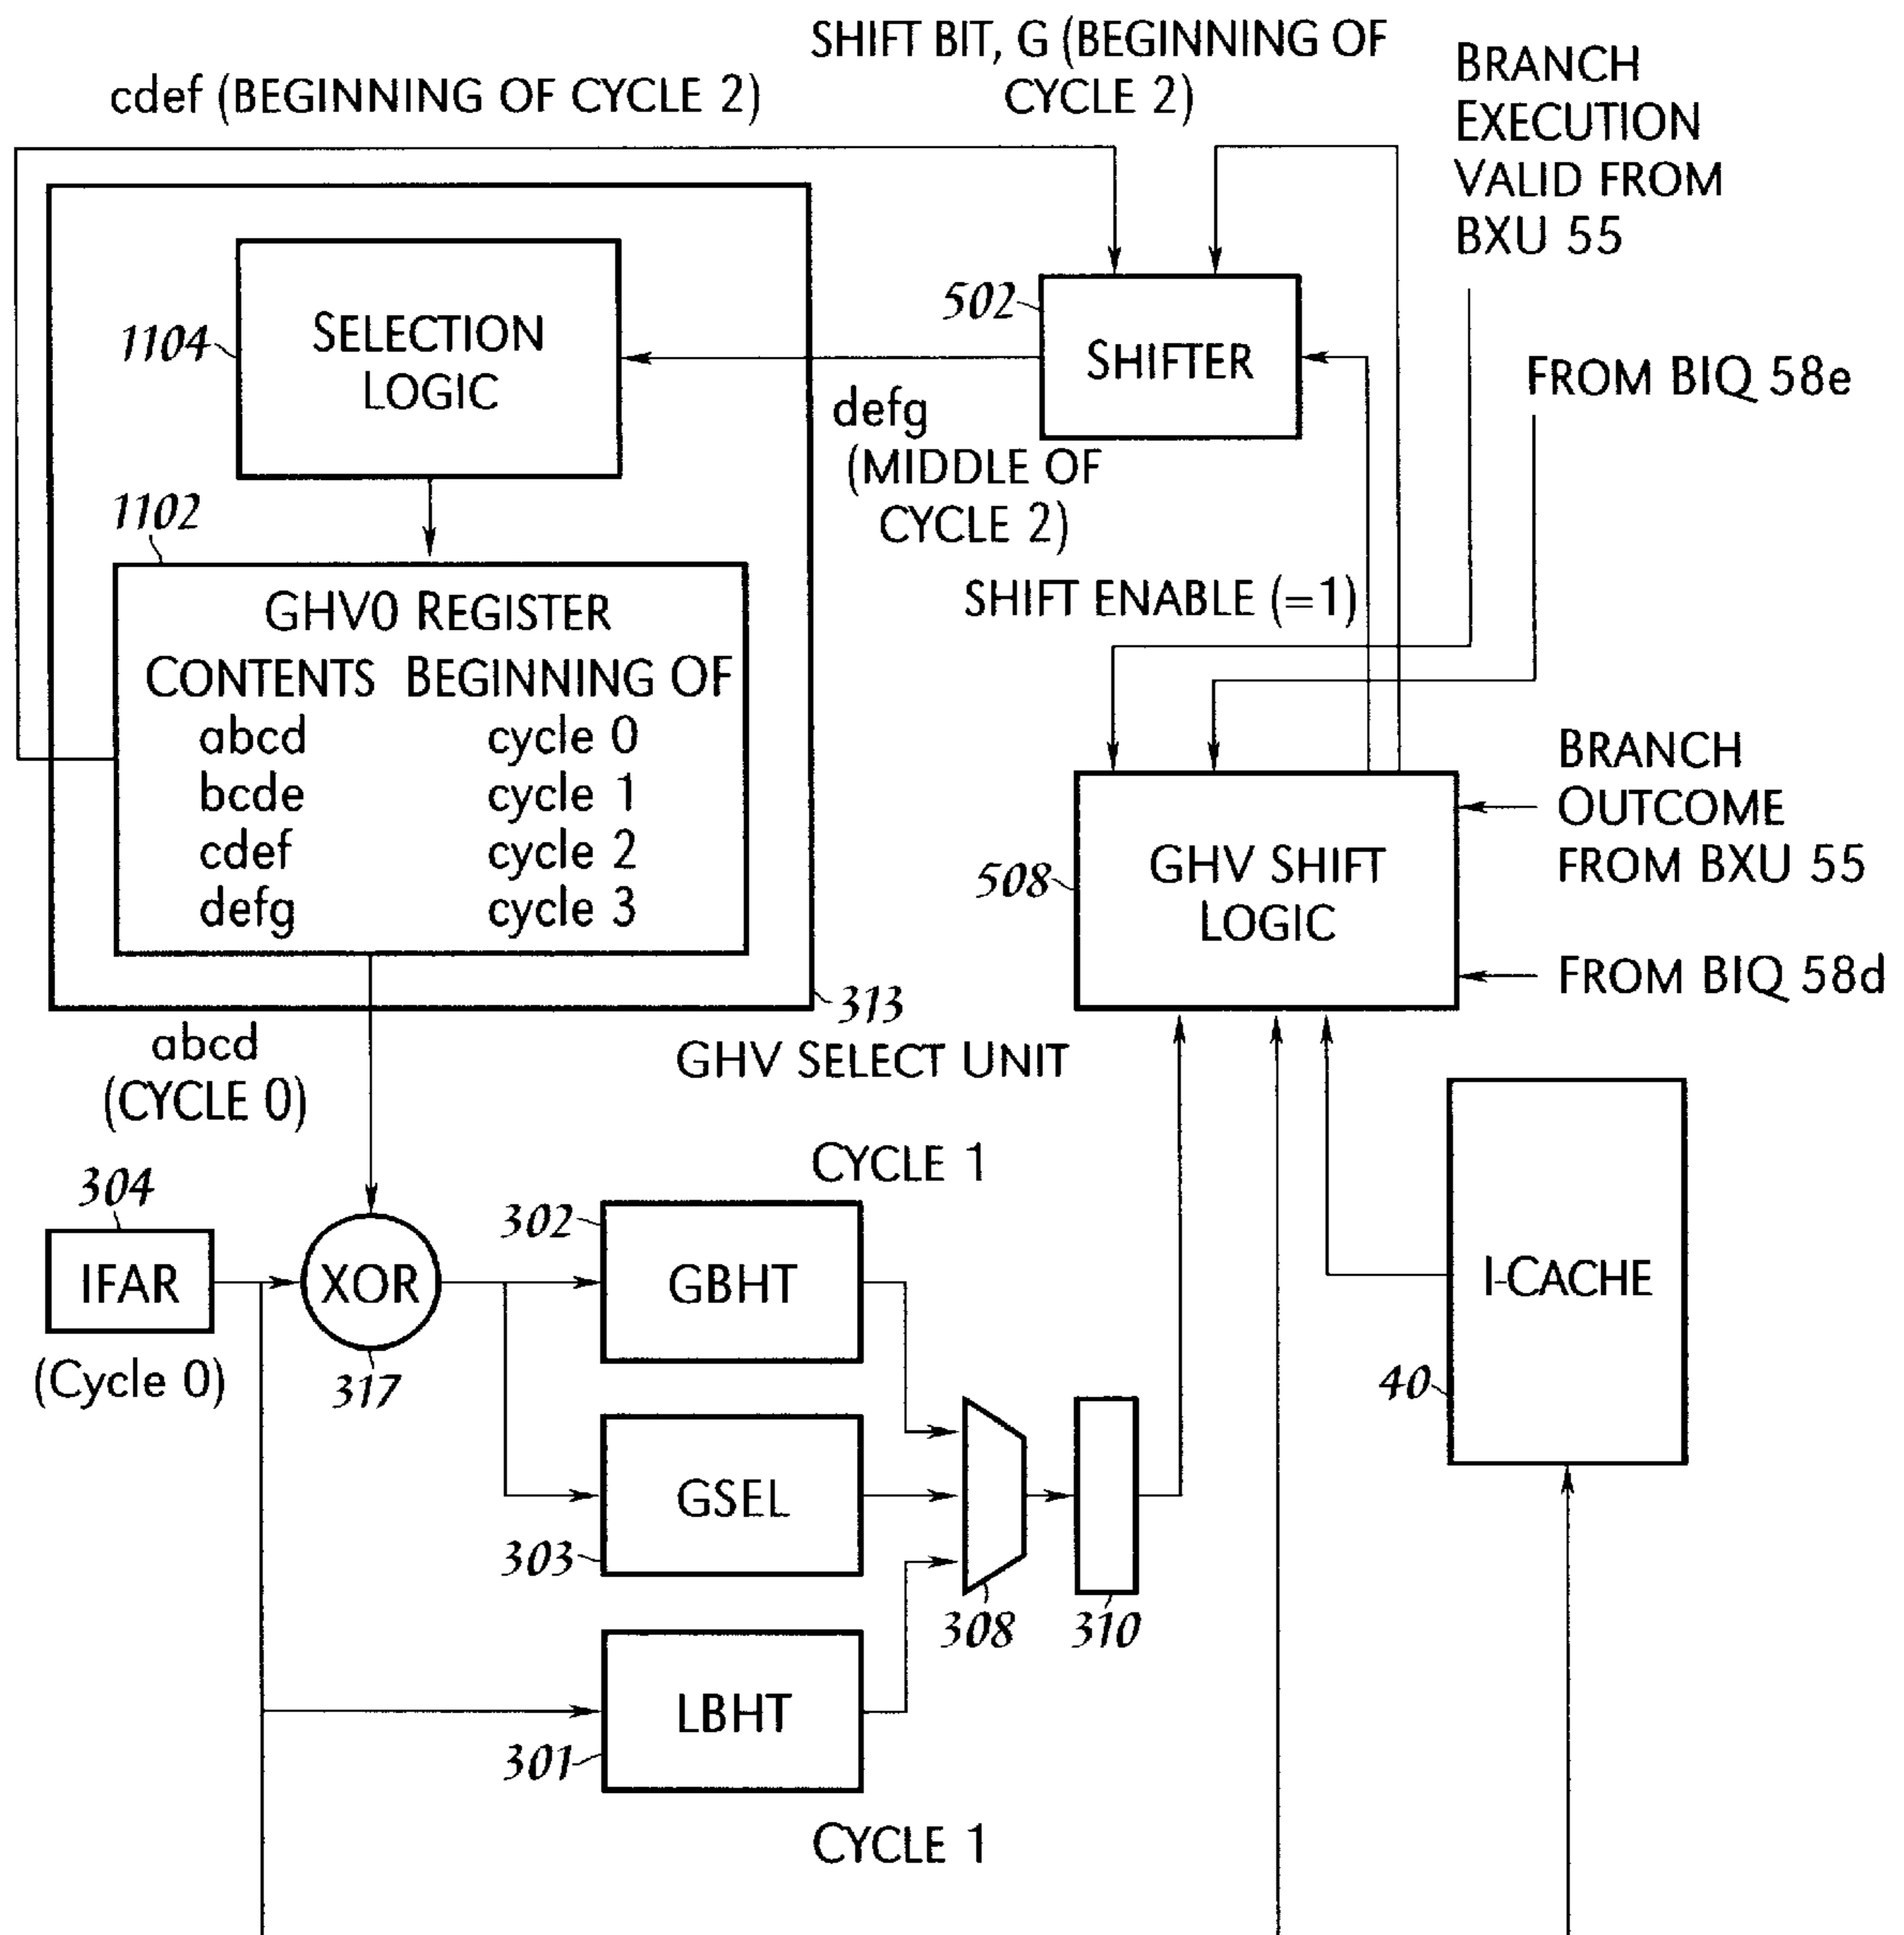 SHIFT BIT, G (BEGINNING OF
CYCLE 2)
cdef (BEGINNING OF CYCLE 2)
BRANCH
EXECUTION
VALID FROM
BXU 55
1104
SELECTION
LOGIC
502
SHIFTER
FROM BIQ 58e
defg
(MIDDLE OF
CYCLE 2)
1102
GHV0 REGISTER
CONTENTS BEGINNING OF
abcd cycle 0
bcde cycle 1
cdef cycle 2
defg cycle 3
SHIFT ENABLE (=1)
BRANCH
OUTCOME
FROM BXU 55
508
GHV SHIFT
LOGIC
FROM BIQ 58d
313
GHV SELECT UNIT
abcd
(CYCLE 0)
CYCLE 1
304
IFAR
(Cycle 0)
XOR
317
302
GBHT
I-CACHE
40
GSEL
303
308
310
LBHT
301
CYCLE 1